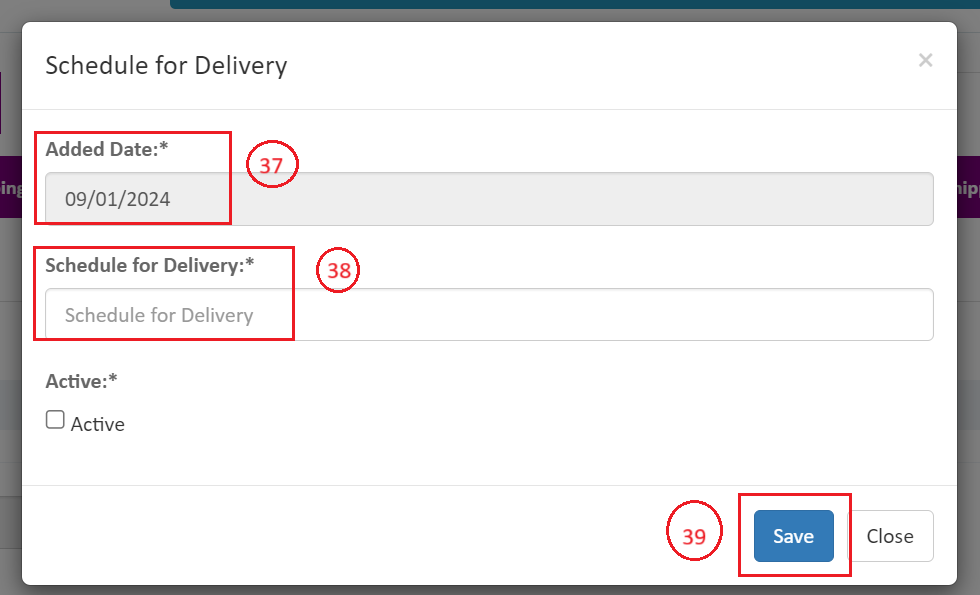 Schedule for Delivery
×
Added Date:*
37
09/01/2024
Schedule for Delivery:*
38
Schedule for Delivery
Active:*
Active
39
Save
Close